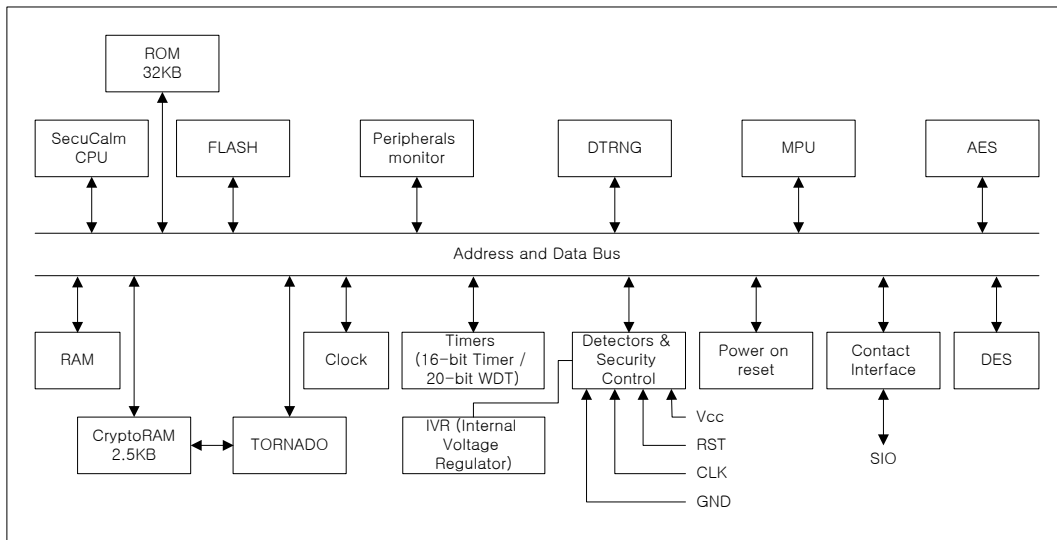 ROM
32KB
SecuCalm
CPU
FLASH
Peripherals
monitor
DTRNG
MPU
AES
Address and Data Bus
RAM
Clock
Timers
(16-bit Timer /
20-bit WDT)
Detectors &
Security
Control
Power on
reset
Contact
Interface
DES
CryptoRAM
2.5KB
TORNADO
IVR (Internal
Voltage
Regulator)
Vcc
RST
CLK
GND
SIO